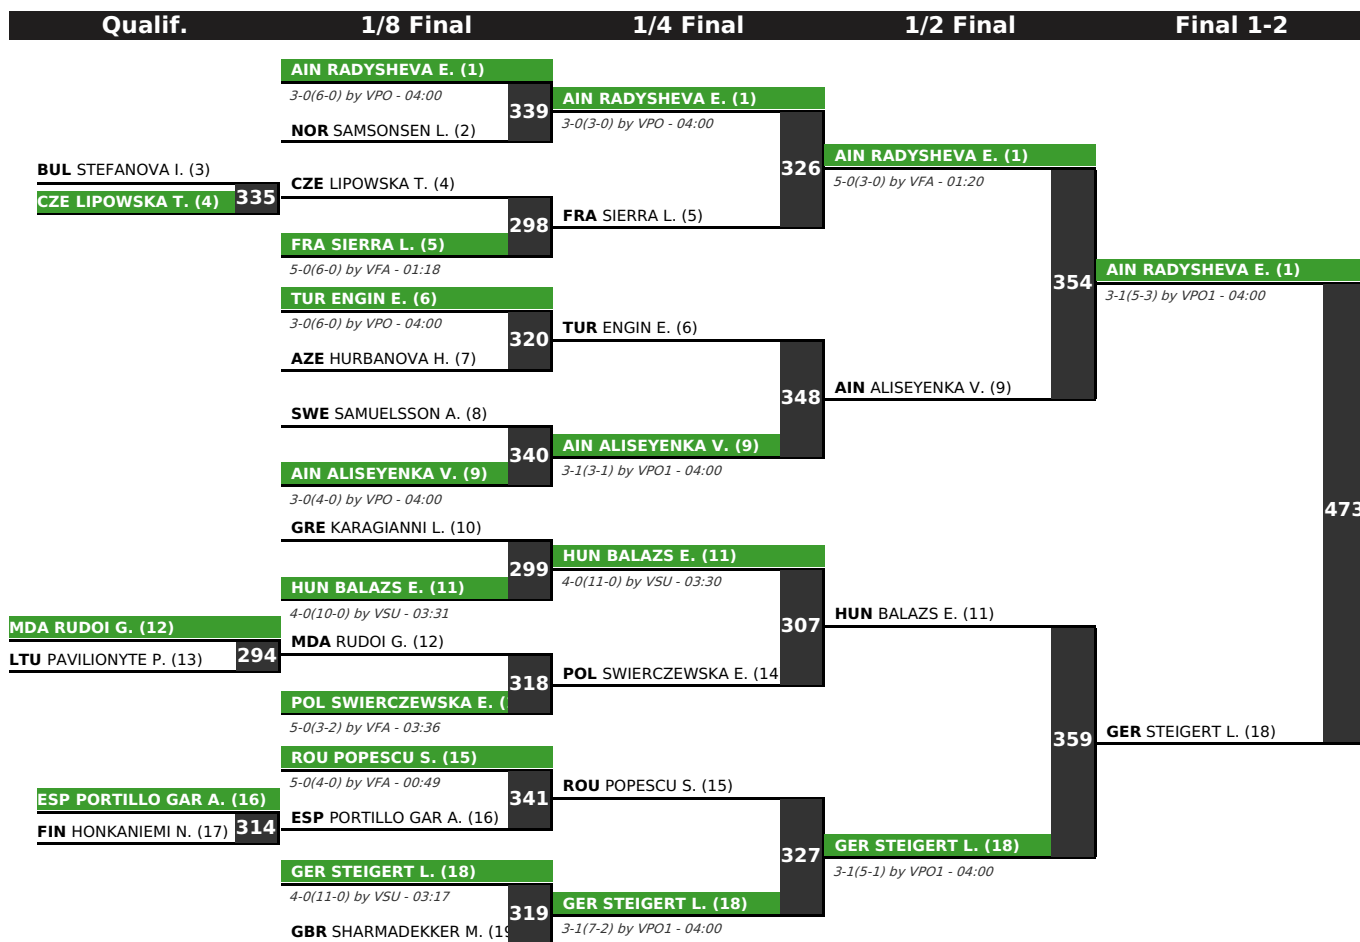 Qualif.
1/8 Final
1/4 Final
1/2 Final
Final 1-2
BUL STEFANOVA I. (3)
CZE LIPOWSKA T. (4)
335
MDA RUDOI G. (12)
LTU PAVILIONYTE P. (13)
294
ESP PORTILLO GAR A. (16)
FIN HONKANIEMI N. (17)
314
AIN RADYSHEVA E. (1)
3-0(6-0) by VPO - 04:00
339
NOR SAMSONSEN L. (2)
CZE LIPOWSKA T. (4)
298
FRA SIERRA L. (5)
5-0(6-0) by VFA - 01:18
TUR ENGIN E. (6)
3-0(6-0) by VPO - 04:00
320
AZE HURBANOVA H. (7)
SWE SAMUELSSON A. (8)
340
AIN ALISEYENKA V. (9)
3-0(4-0) by VPO - 04:00
GRE KARAGIANNI L. (10)
299
HUN BALAZS E. (11)
4-0(10-0) by VSU - 03:31
MDA RUDOI G. (12)
318
POL SWIERCZEWSKA E. (
5-0(3-2) by VFA - 03:36
ROU POPESCU S. (15)
5-0(4-0) by VFA - 00:49
341
ESP PORTILLO GAR A. (16)
GER STEIGERT L. (18)
4-0(11-0) by VSU - 03:17
319
GBR SHARMADEKKER M. (19
AIN RADYSHEVA E. (1)
3-0(3-0) by VPO - 04:00
326
FRA SIERRA L. (5)
TUR ENGIN E. (6)
348
AIN ALISEYENKA V. (9)
3-1(3-1) by VPO1 - 04:00
HUN BALAZS E. (11)
4-0(11-0) by VSU - 03:30
307
POL SWIERCZEWSKA E. (14
ROU POPESCU S. (15)
327
GER STEIGERT L. (18)
3-1(7-2) by VPO1 - 04:00
AIN RADYSHEVA E. (1)
5-0(3-0) by VFA - 01:20
354
AIN ALISEYENKA V. (9)
HUN BALAZS E. (11)
359
GER STEIGERT L. (18)
3-1(5-1) by VPO1 - 04:00
AIN RADYSHEVA E. (1)
3-1(5-3) by VPO1 - 04:00
473
GER STEIGERT L. (18)